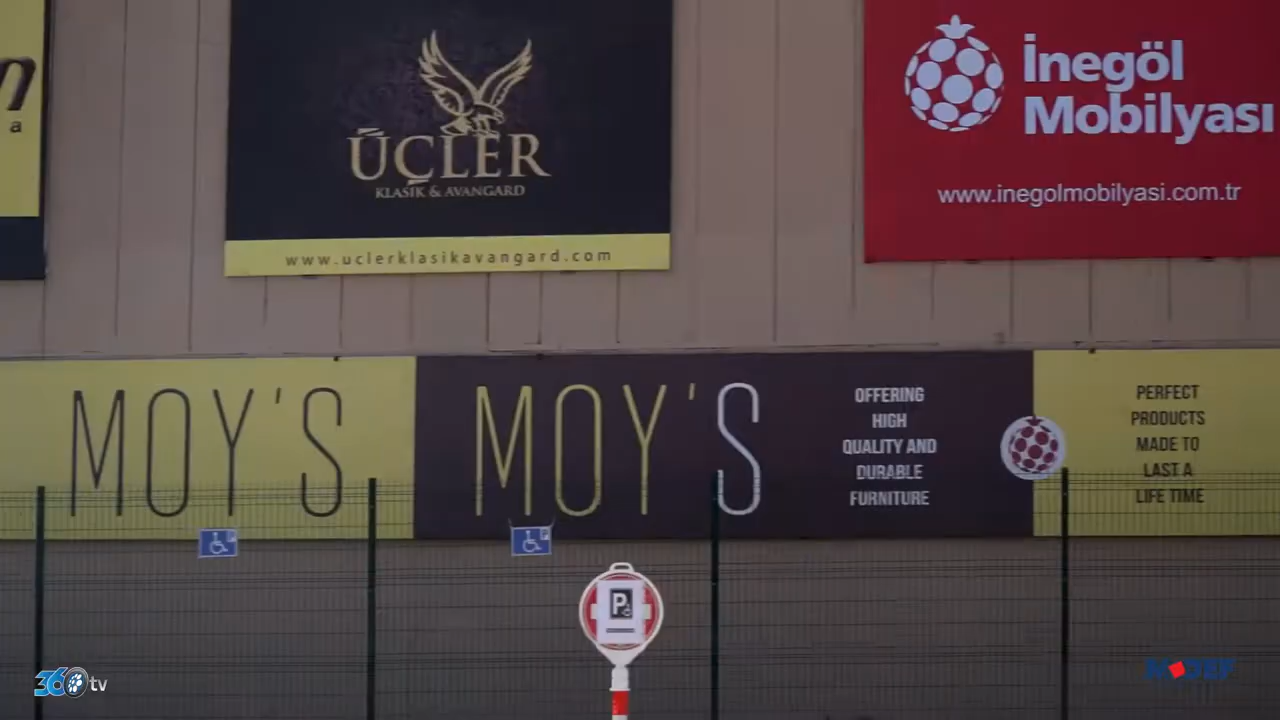 a
ÜÇLER
KLASİK & AVANGARD
www.uclerklasikavangard.com
İnegöl
Mobilyası
www.inegolmobilyasi.com.tr
MOY'S
MOY'S
OFFERING
HIGH
QUALITY AND
DURABLE
FURNITURE
PERFECT
PRODUCTS
MADE TO
LAST A
LIFE TIME
P
360 tv
MODEF